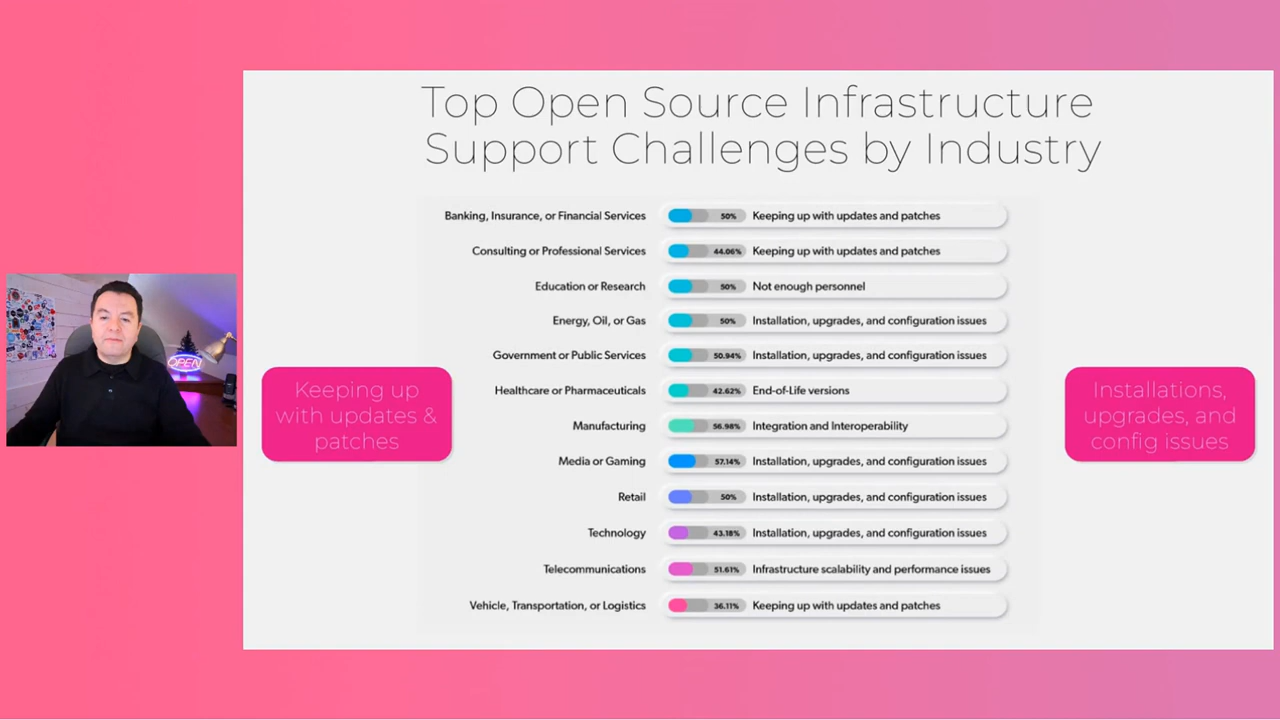 Top Open Source Infrastructure
Support Challenges by Industry
Banking, Insurance, or Financial Services 50% Keeping up with updates and patches
Consulting or Professional Services 44.06% Keeping up with updates and patches
Education or Research 50% Not enough personnel
Energy, Oil, or Gas 50% Installation, upgrades, and configuration issues
Government or Public Services 50.94% Installation, upgrades, and configuration issues
Healthcare or Pharmaceuticals 42.62% End-of-Life versions
Manufacturing 56.98% Integration and Interoperability
Media or Gaming 57.14% Installation, upgrades, and configuration issues
Retail 50% Installation, upgrades, and configuration issues
Technology 43.18% Installation, upgrades, and configuration issues
Telecommunications 51.61% Infrastructure scalability and performance issues
Vehicle, Transportation, or Logistics 36.11% Keeping up with updates and patches
Keeping up
with updates &
patches
Installations,
upgrades, and
config issues
OPEN